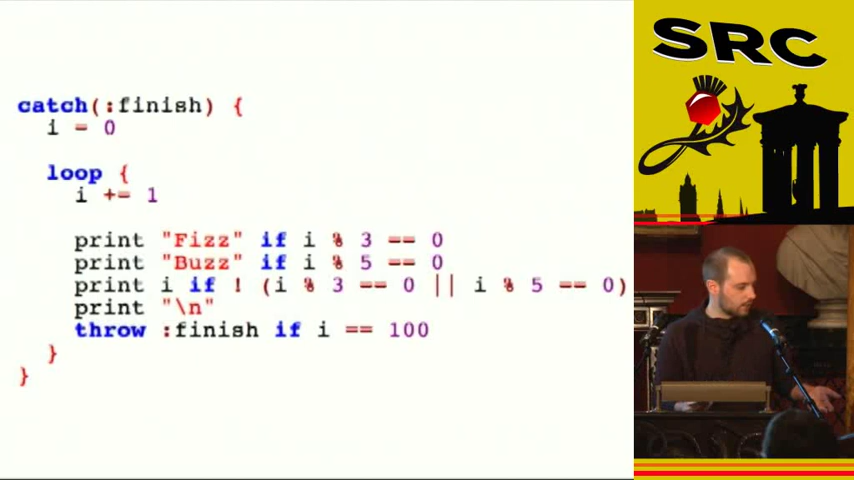 catch(:finish) {
  i = 0

  loop {
    i += 1

    print "Fizz" if i % 3 == 0
    print "Buzz" if i % 5 == 0
    print i if ! (i % 3 == 0 || i % 5 == 0)
    print "\n"
    throw :finish if i == 100
  }
}
SRC